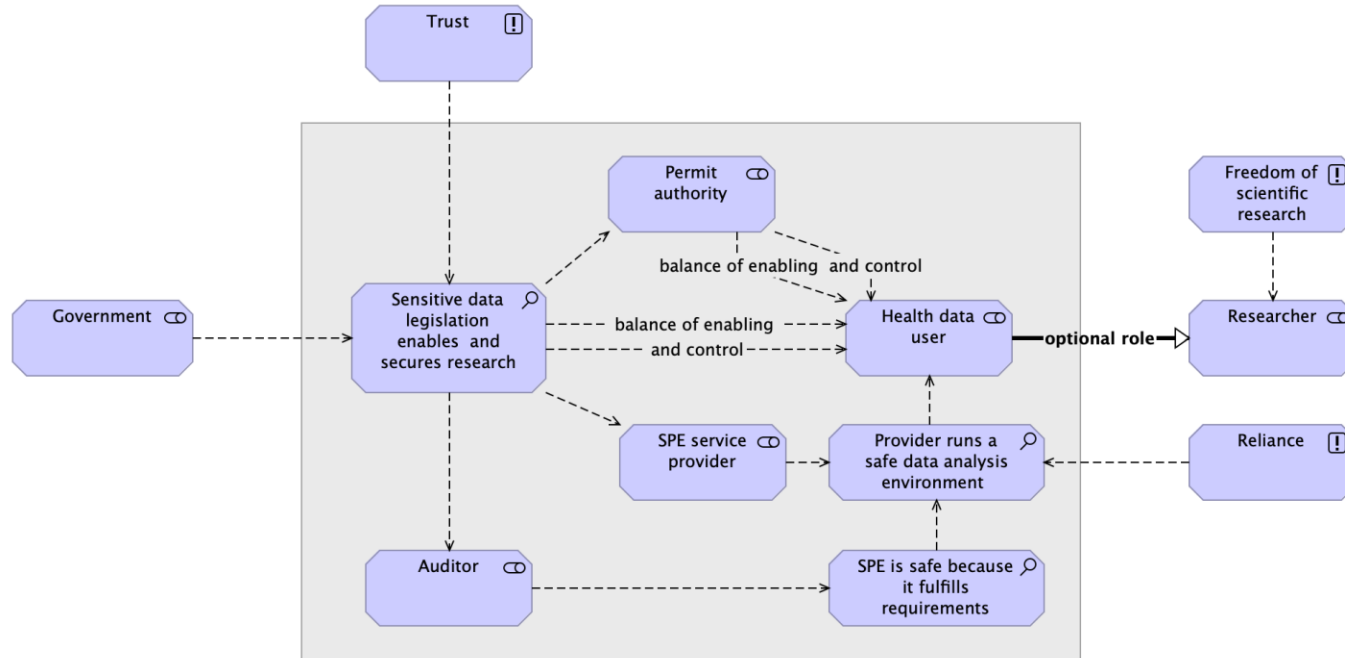 Trust
Permit
authority
Freedom of
scientific
research
balance of enabling  and control
Government
Sensitive data
legislation
enables  and
secures research
balance of enabling
and control
Health data
user
optional role
Researcher
SPE service
provider
Provider runs a
safe data analysis
environment
Reliance
Auditor
SPE is safe because
it fulfills
requirements